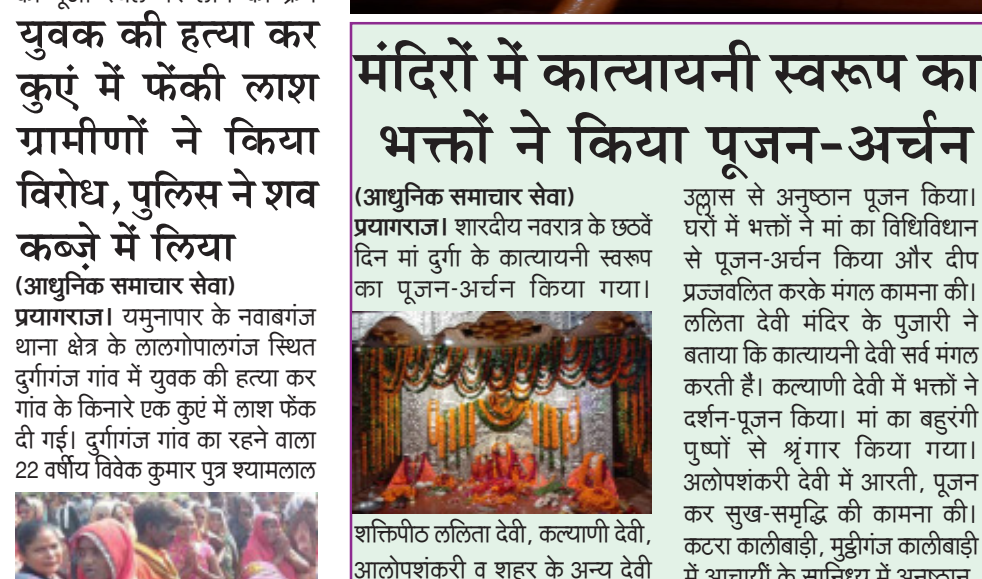 युवक की हत्या कर
कुएं में फेंकी लाश
ग्रामीणों ने किया
विरोध, पुलिस ने शव
कब्ज़े में लिया
(आधुनिक समाचार सेवा)
प्रयागराज। यमुनापार के नवाबगंज
थाना क्षेत्र के लालगोपालगंज स्थित
दुर्गागंज गांव में युवक की हत्या कर
गांव के किनारे एक कुएं में लाश फेंक
दी गई। दुर्गागंज गांव का रहने वाला
22 वर्षीय विवेक कुमार पुत्र श्यामलाल
मंदिरों में कात्यायनी स्वरूप का
भक्तों ने किया पूजन-अर्चन
(आधुनिक समाचार सेवा)
प्रयागराज। शारदीय नवरात्र के छठवें
दिन मां दुर्गा के कात्यायनी स्वरूप
का पूजन-अर्चन किया गया।
शक्तिपीठ ललिता देवी, कल्याणी देवी,
आलोपशंकरी व शहर के अन्य देवी
उल्लास से अनुष्ठान पूजन किया।
घरों में भक्तों ने मां का विधिविधान
से पूजन-अर्चन किया और दीप
प्रज्जवलित करके मंगल कामना की।
ललिता देवी मंदिर के पुजारी ने
बताया कि कात्यायनी देवी सर्व मंगल
करती हैं। कल्याणी देवी में भक्तों ने
दर्शन-पूजन किया। मां का बहुरंगी
पुष्पों से श्रृंगार किया गया।
अलोपशंकरी देवी में आरती, पूजन
कर सुख-समृद्धि की कामना की।
कटरा कालीबाड़ी, मुट्ठीगंज कालीबाड़ी
में आचार्यों के सानिध्य में अनुष्ठान,